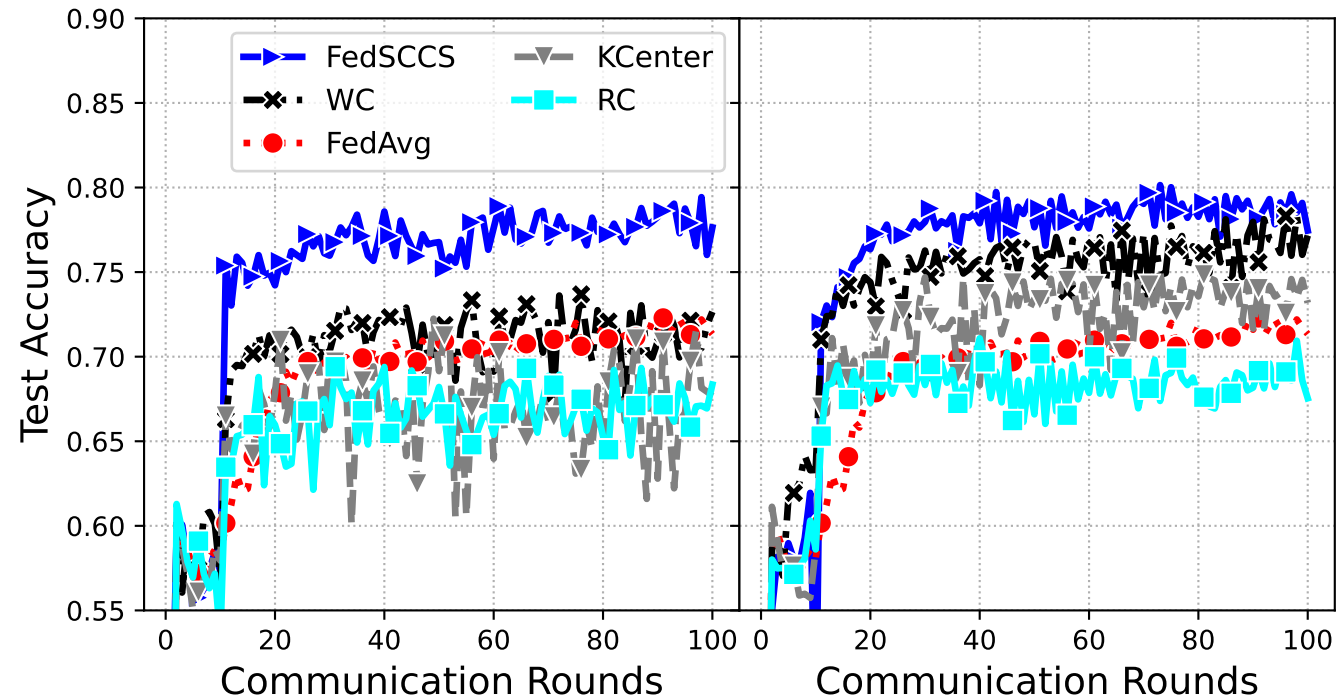 0.90
0.85
0.80
0.75
0.70
0.65
0.60
0.55
Test Accuracy
FedSCCS
WC
FedAvg
KCenter
RC
0 20 40 60 80 100
Communication Rounds
0 20 40 60 80 100
Communication Rounds